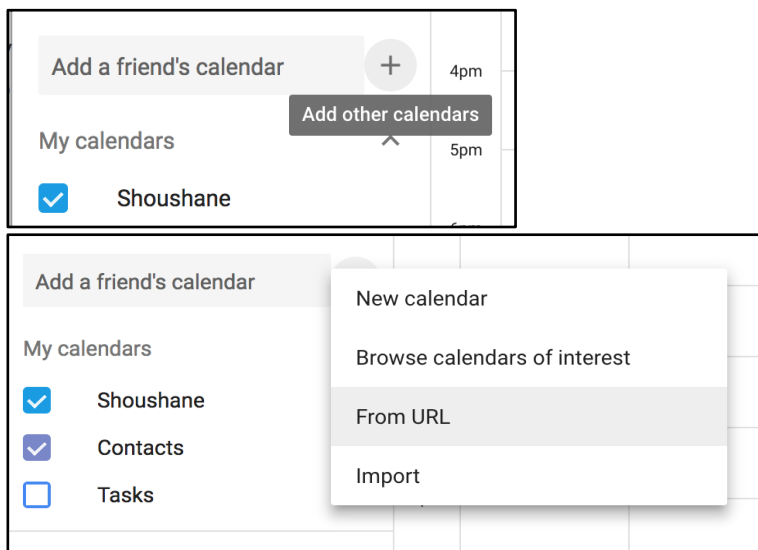 Add a friend's calendar
4pm
Add other calendars
My calendars
5pm
Shoushane
Add a friend's calendar
New calendar
My calendars
Browse calendars of interest
Shoushane
From URL
Contacts
Import
Tasks